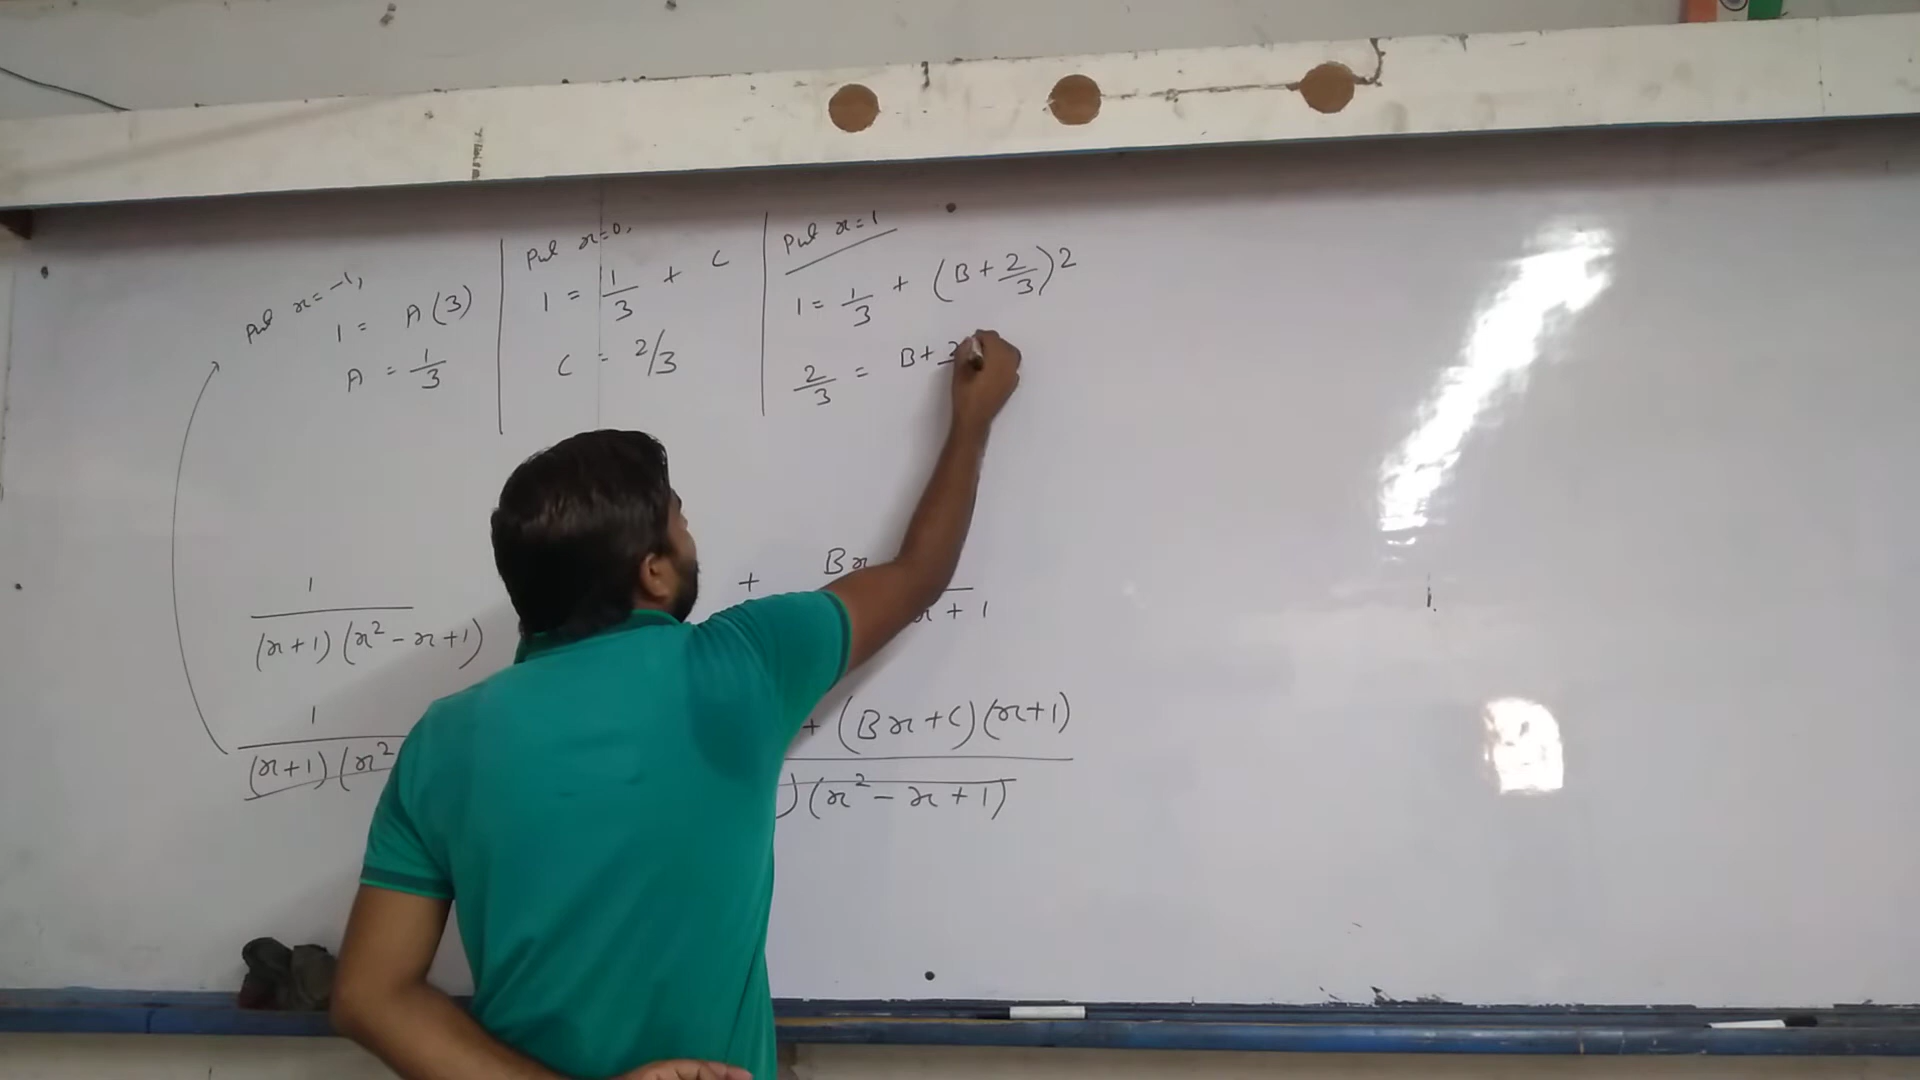 Put x = -1,
1 = A(3)
A = 1/3
Put x = 0,
1 = 1/3 + C
C = 2/3
Put x = 1
1 = 1/3 + (B + 2/3)2
2/3 = B + 2
1/((x+1)(x² - x + 1)) + Bx
x + 1
1/((x+1)(x² + (Bx + C)(x+1)
)(x² - x + 1)